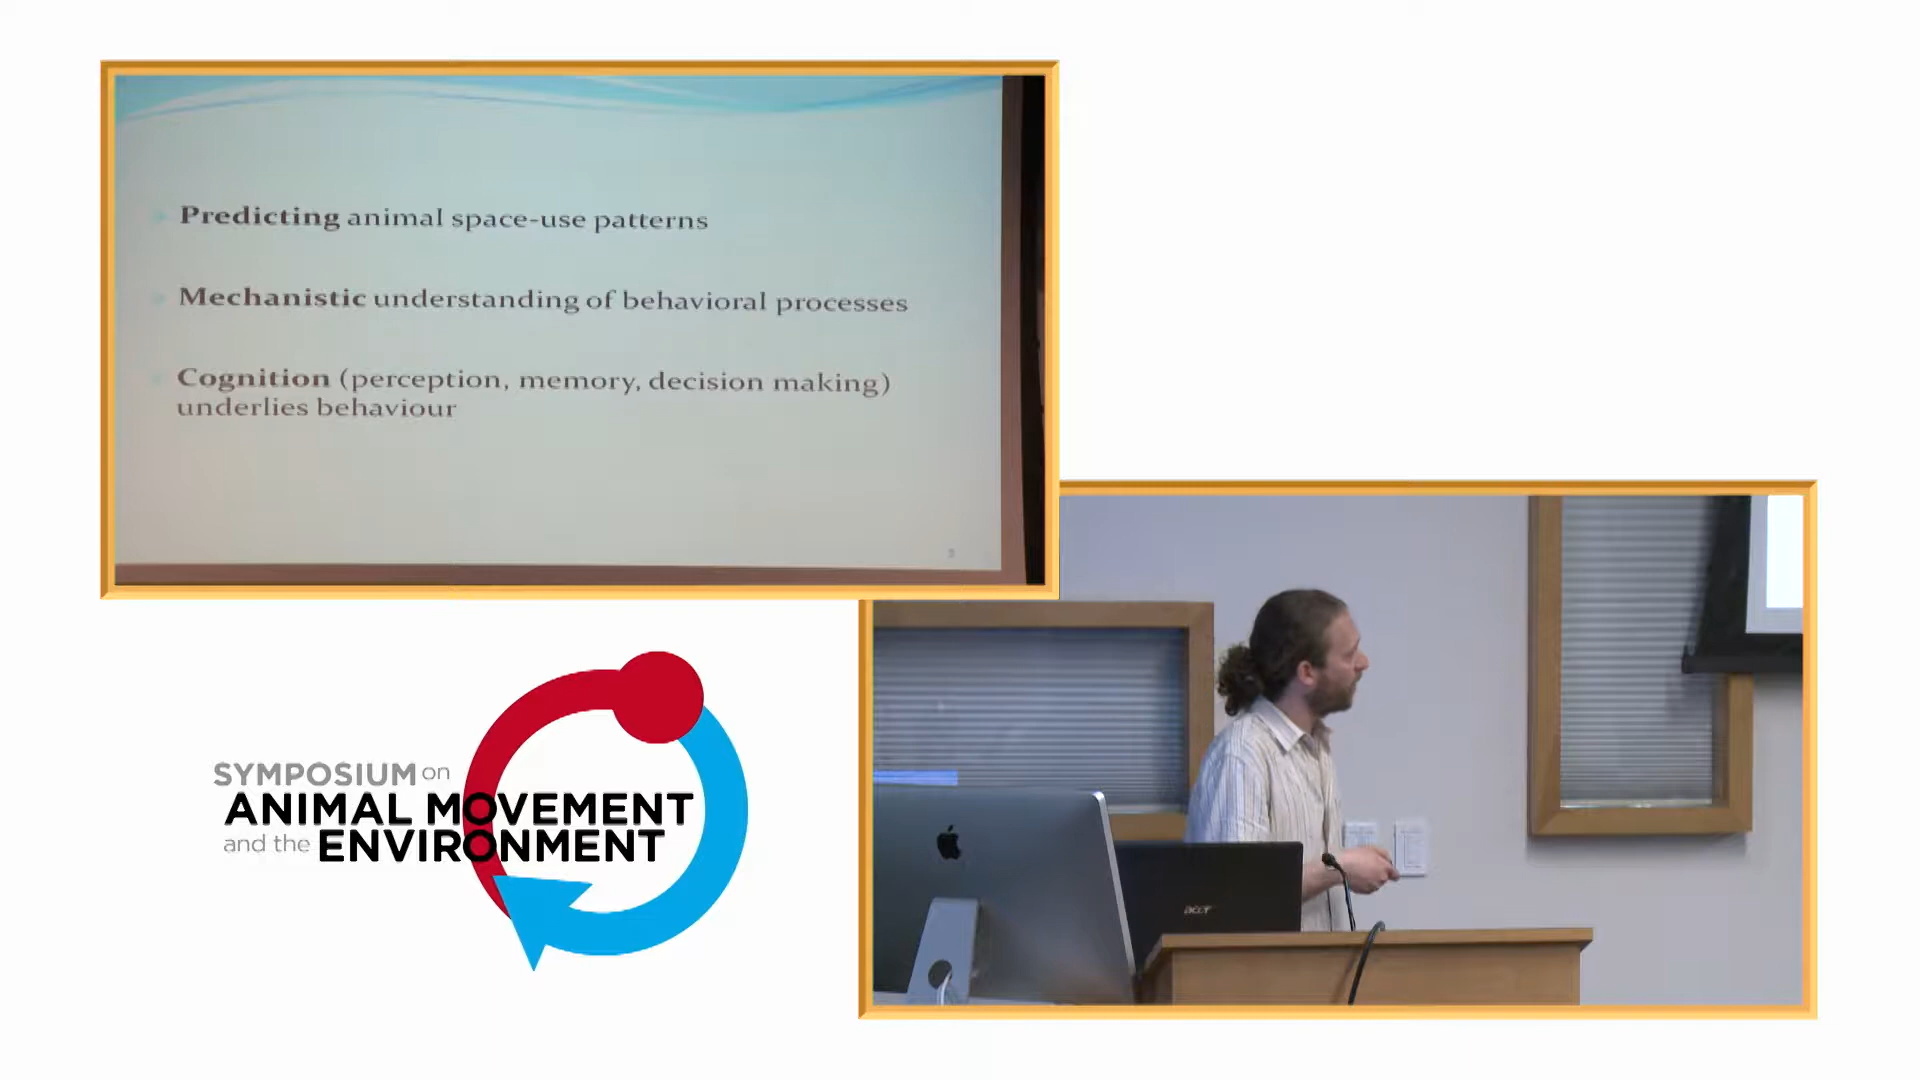 Predicting animal space-use patterns
Mechanistic understanding of behavioral processes
Cognition (perception, memory, decision making)
underlies behaviour
SYMPOSIUM on
ANIMAL MOVEMENT
and the ENVIRONMENT
acer